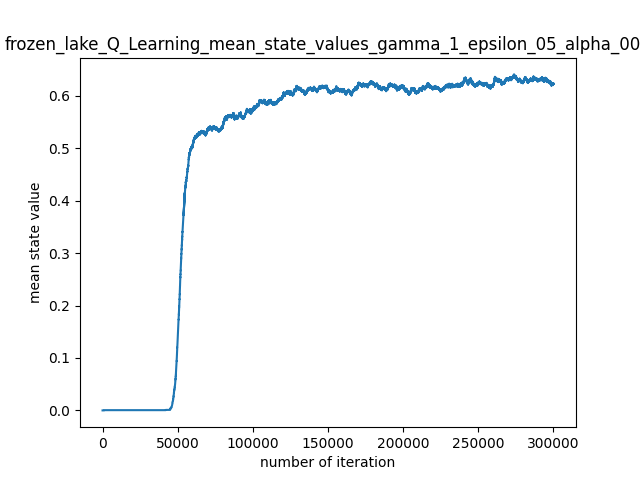 frozen_lake_Q_Learning_mean_state_values_gamma_1_epsilon_05_alpha_00
0.6
0.5
0.4
0.3
0.2
0.1
0.0
mean state value
0 50000 100000 150000 200000 250000 300000
number of iteration